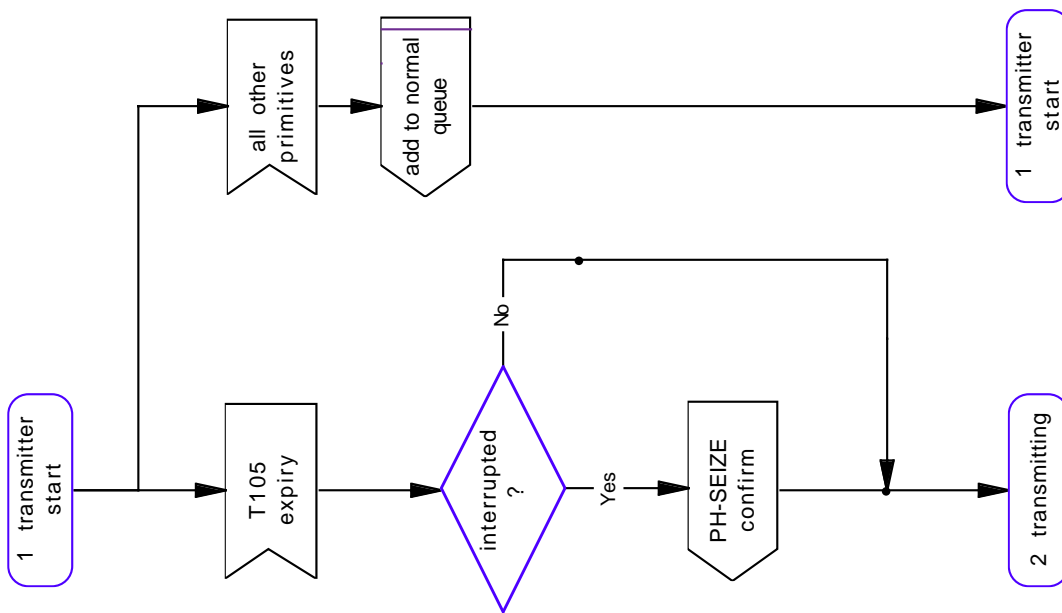 1 transmitter
start
all other
primitives
add to normal
queue
1 transmitter
start
T105
expiry
interrupted
?
No
Yes
PH-SEIZE
confirm
2 transmitting